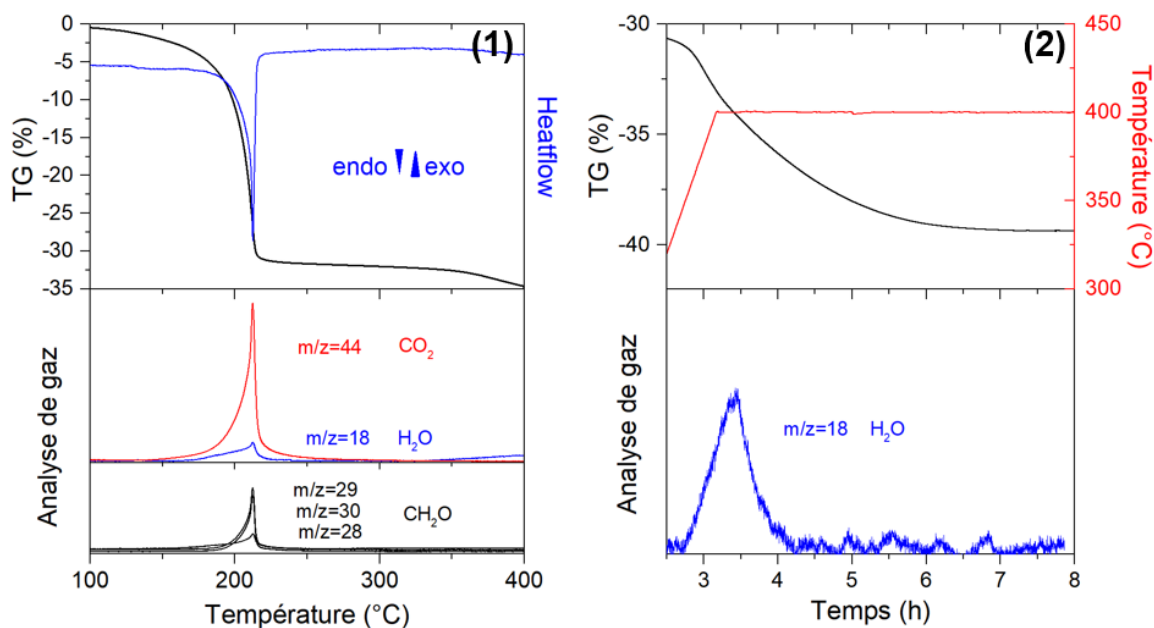 0
-5
-10
-15
-20
-25
-30
-35
TG (%)
(1)
Heatflow
endo exo
Analyse de gaz
m/z=44 CO₂
m/z=18 H₂O
m/z=29
m/z=30
m/z=28
CH₂O
100 200 300 400
Température (°C)
-30
-35
-40
TG (%)
(2)
450
400
350
300
Température (°C)
Analyse de gaz
m/z=18 H₂O
3 4 5 6 7 8
Temps (h)